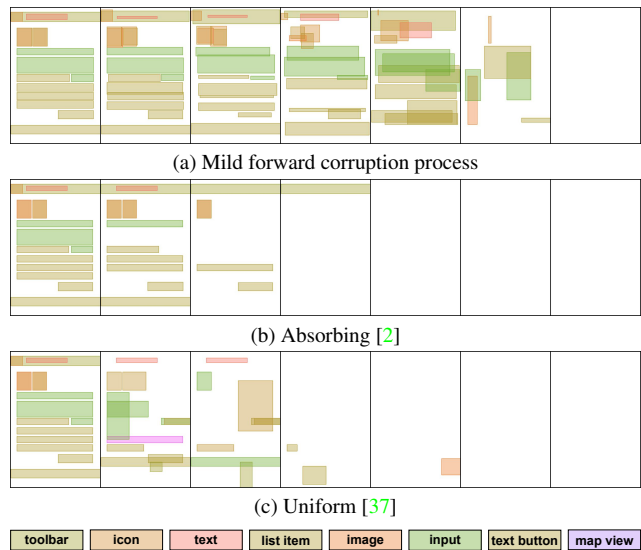 (a) Mild forward corruption process
(b) Absorbing [2]
(c) Uniform [37]
toolbar icon text list item image input text button map view